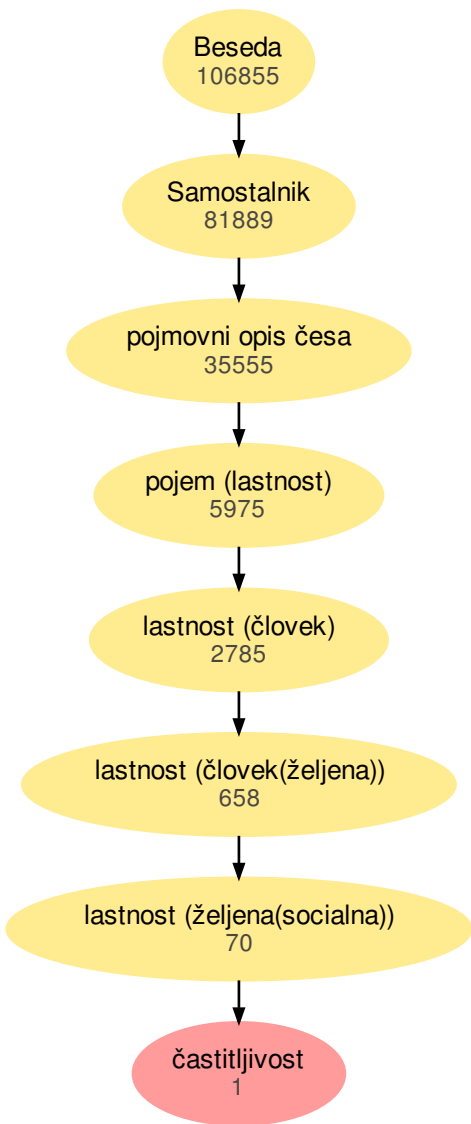 Beseda
106855
Samostalnik
81889
pojmovni opis česa
35555
pojem (lastnost)
5975
lastnost (človek)
2785
lastnost (človek(željena))
658
lastnost (željena(socialna))
70
častitljivost
1